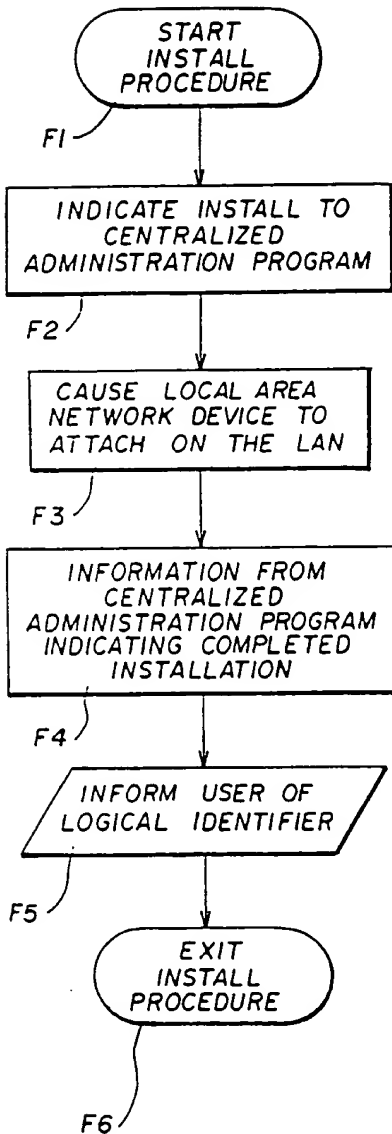 START
INSTALL
PROCEDURE
F1
INDICATE INSTALL TO
CENTRALIZED
ADMINISTRATION PROGRAM
F2
CAUSE LOCAL AREA
NETWORK DEVICE TO
ATTACH ON THE LAN
F3
INFORMATION FROM
CENTRALIZED
ADMINISTRATION PROGRAM
INDICATING COMPLETED
INSTALLATION
F4
INFORM USER OF
LOGICAL IDENTIFIER
F5
EXIT
INSTALL
PROCEDURE
F6